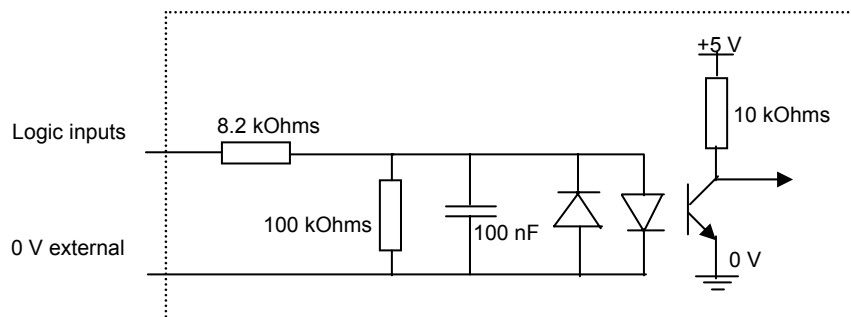 +5 V
Logic inputs
8.2 kOhms
10 kOhms
100 kOhms
100 nF
0 V external
0 V